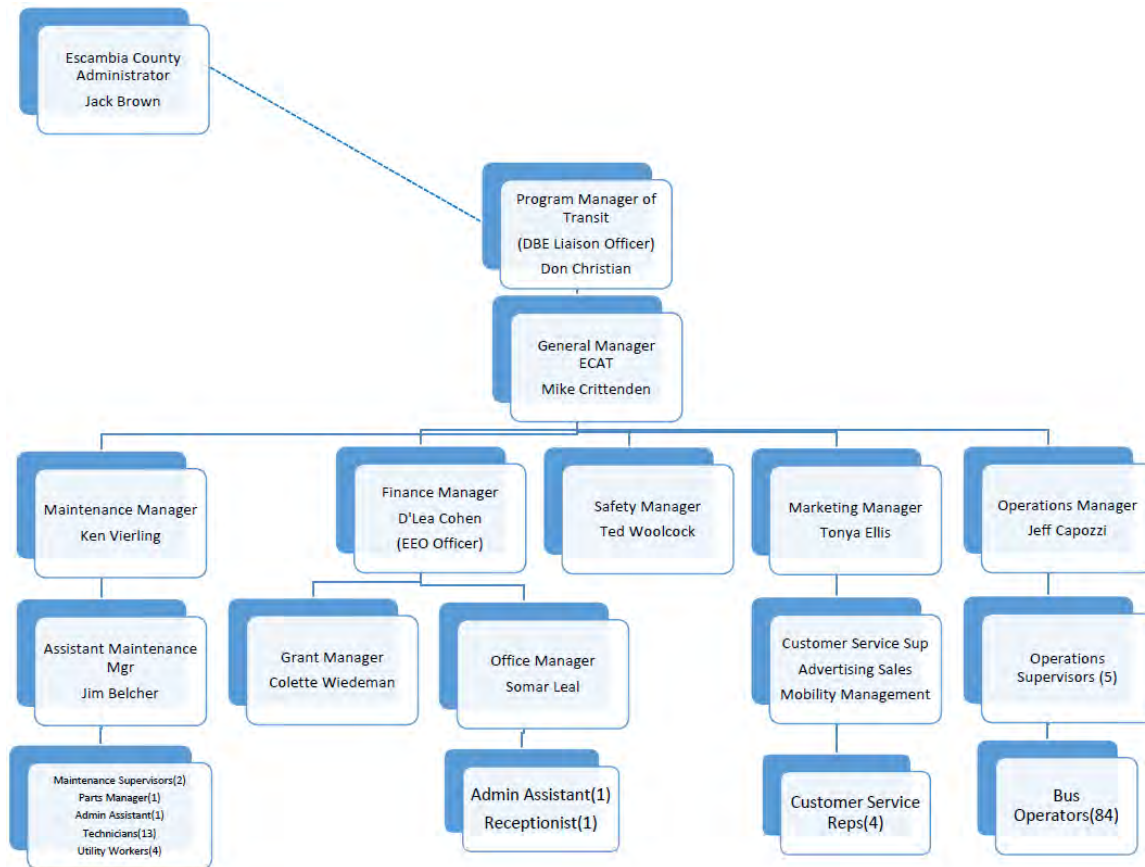 Escambia County
Administrator
Jack Brown
Program Manager of
Transit
(DBE Liaison Officer)
Don Christian
General Manager
ECAT
Mike Crittenden
Maintenance Manager
Ken Vierling
Finance Manager
D'Lea Cohen
(EEO Officer)
Safety Manager
Ted Woolcock
Marketing Manager
Tonya Ellis
Operations Manager
Jeff Capozzi
Assistant Maintenance
Mgr
Jim Belcher
Grant Manager
Colette Wiedeman
Office Manager
Somar Leal
Customer Service Sup
Advertising Sales
Mobility Management
Operations
Supervisors (5)
Maintenance Supervisors(2)
Parts Manager(1)
Admin Assistant(1)
Technicians(13)
Utility Workers(4)
Admin Assistant(1)
Receptionist(1)
Customer Service
Reps(4)
Bus
Operators(84)